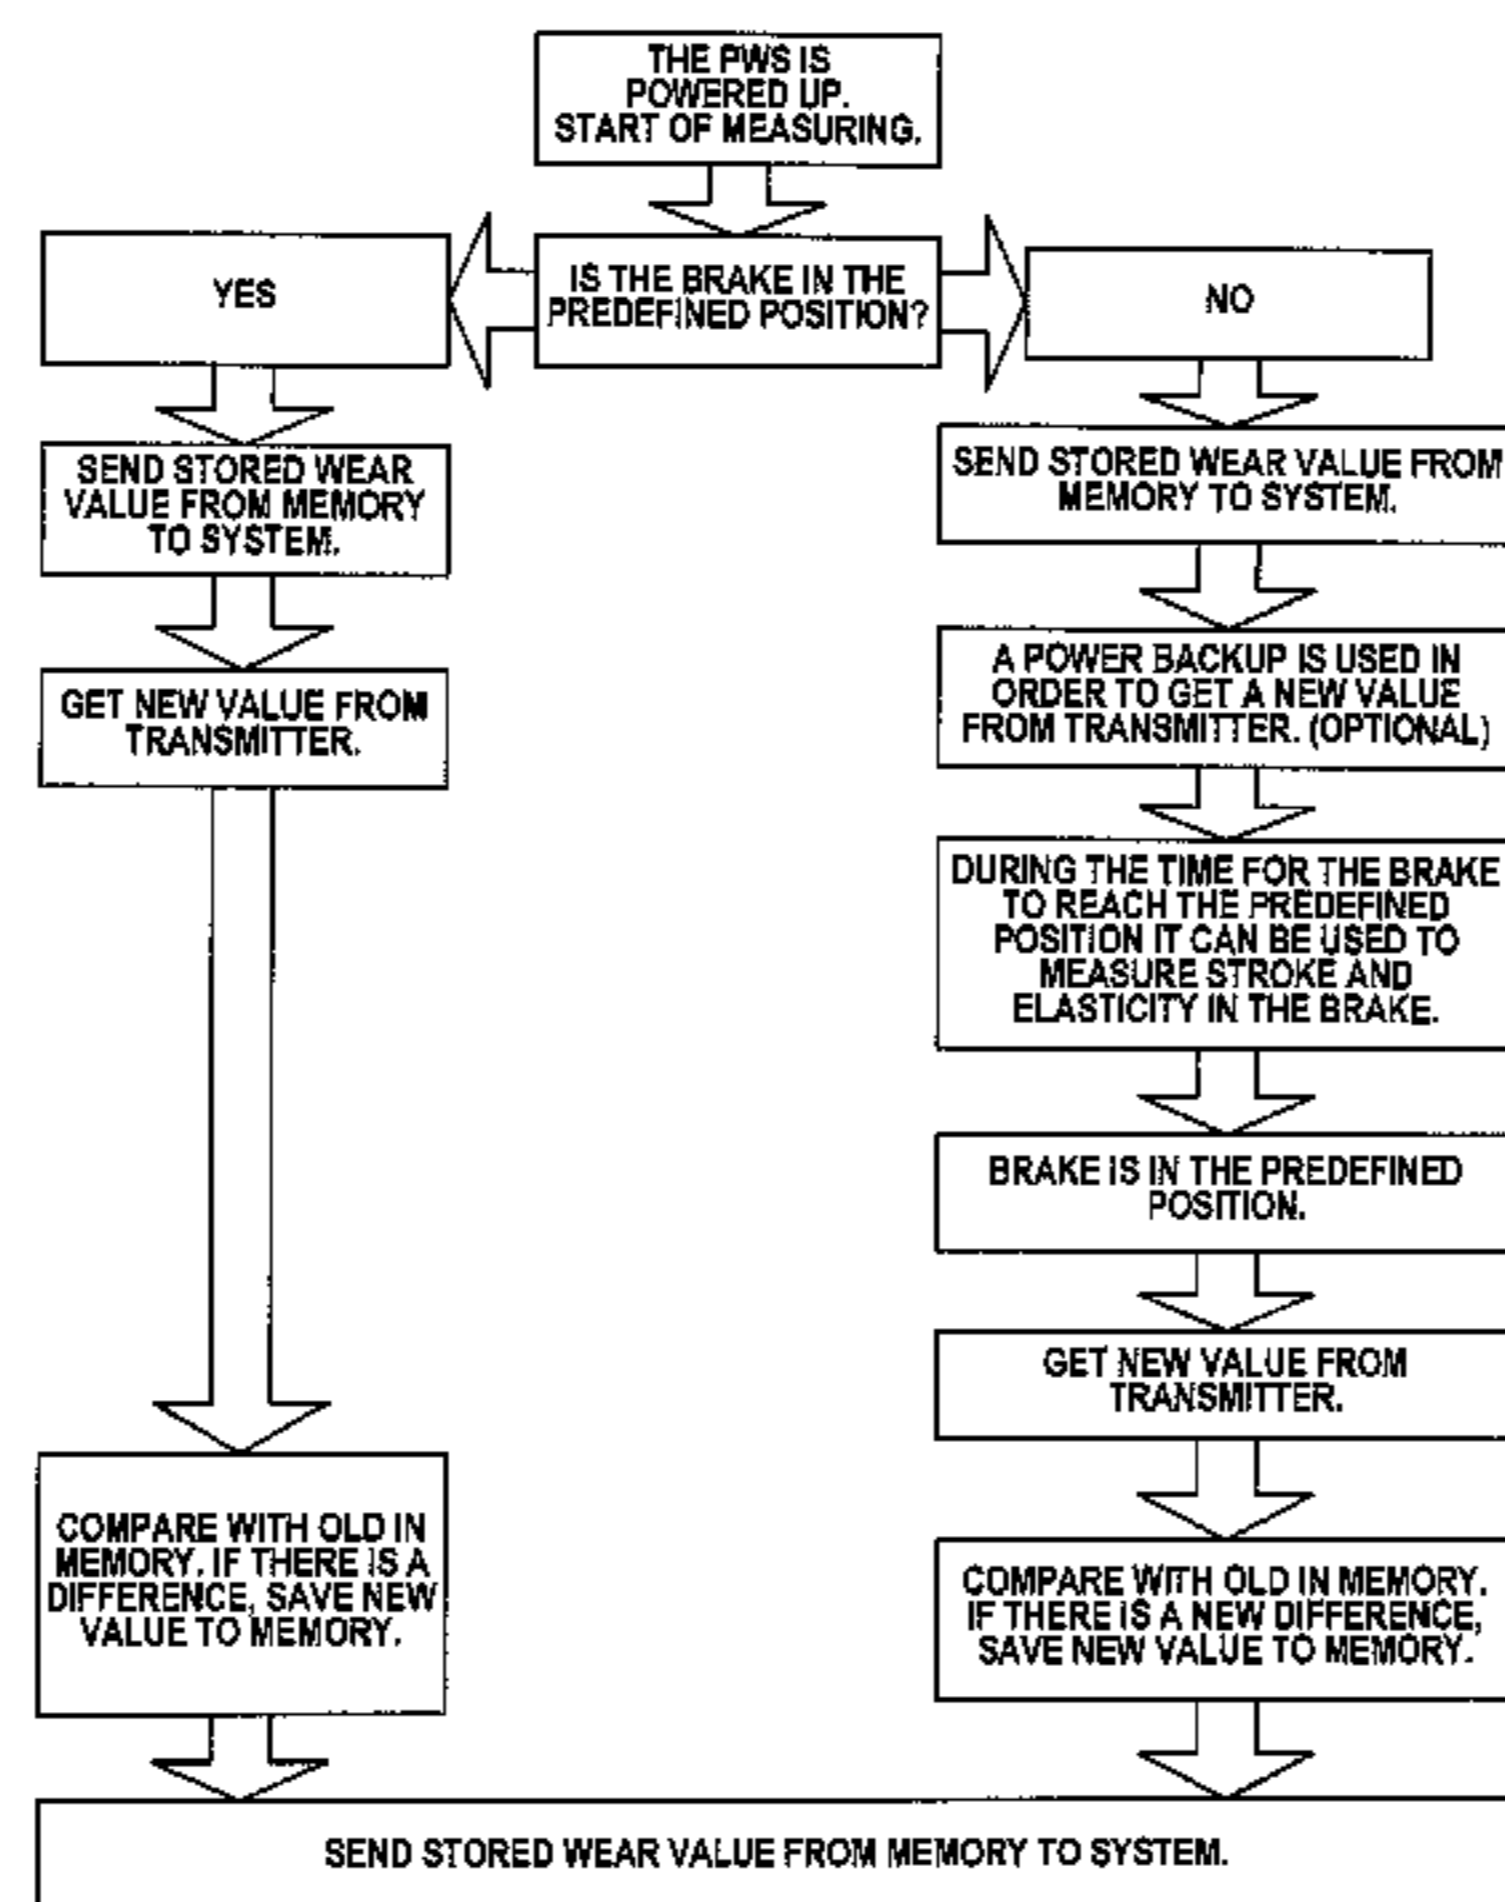 THE PWS IS
POWERED UP.
START OF MEASURING.
IS THE BRAKE IN THE
PREDEFINED POSITION?
YES
NO
SEND STORED WEAR
VALUE FROM MEMORY
TO SYSTEM.
GET NEW VALUE FROM
TRANSMITTER.
COMPARE WITH OLD IN
MEMORY. IF THERE IS A
DIFFERENCE, SAVE NEW
VALUE TO MEMORY.
SEND STORED WEAR VALUE FROM
MEMORY TO SYSTEM.
A POWER BACKUP IS USED IN
ORDER TO GET A NEW VALUE
FROM TRANSMITTER. (OPTIONAL)
DURING THE TIME FOR THE BRAKE
TO REACH THE PREDEFINED
POSITION IT CAN BE USED TO
MEASURE STROKE AND
ELASTICITY IN THE BRAKE.
BRAKE IS IN THE PREDEFINED
POSITION.
GET NEW VALUE FROM
TRANSMITTER.
COMPARE WITH OLD IN MEMORY.
IF THERE IS A NEW DIFFERENCE,
SAVE NEW VALUE TO MEMORY.
SEND STORED WEAR VALUE FROM MEMORY TO SYSTEM.